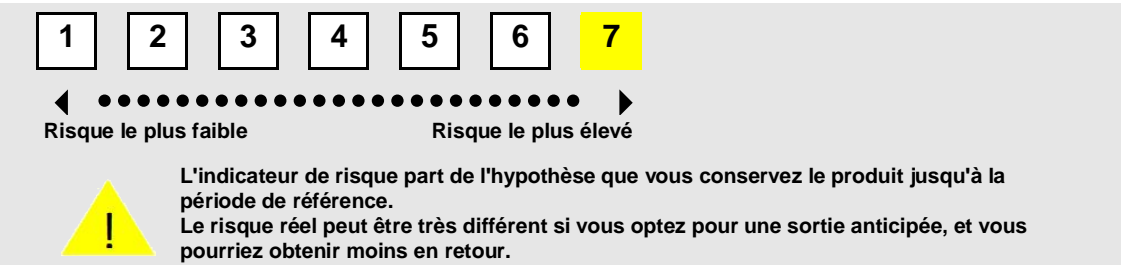 1 2 3 4 5 6 7
Risque le plus faible Risque le plus élevé
L'indicateur de risque part de l'hypothèse que vous conservez le produit jusqu'à la
période de référence.
Le risque réel peut être très différent si vous optez pour une sortie anticipée, et vous
pourriez obtenir moins en retour.
!